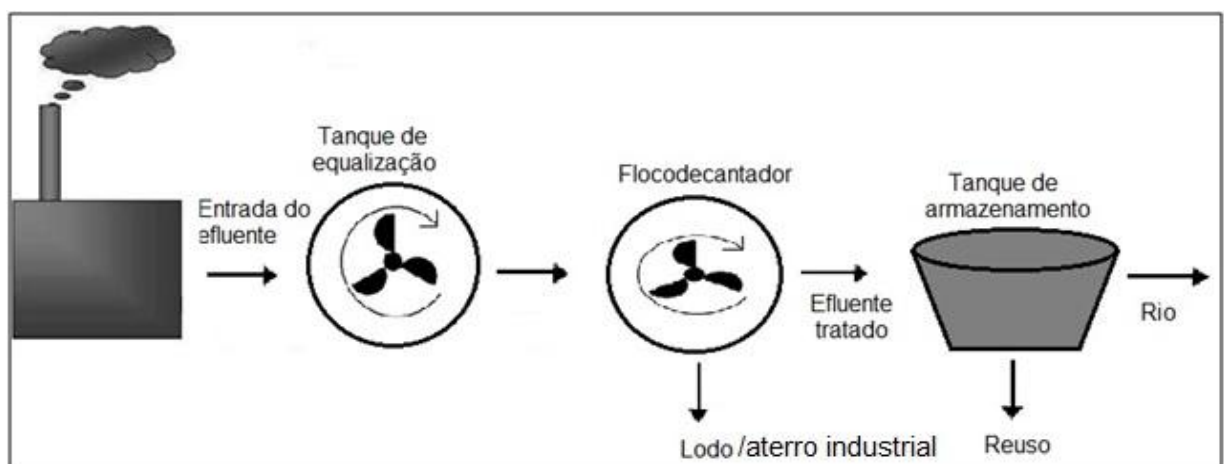 Entrada do
efluente
Tanque de
equalização
Flocodecantador
Lodo /aterro industrial
Efluente
tratado
Tanque de
armazenamento
Reuso
Rio